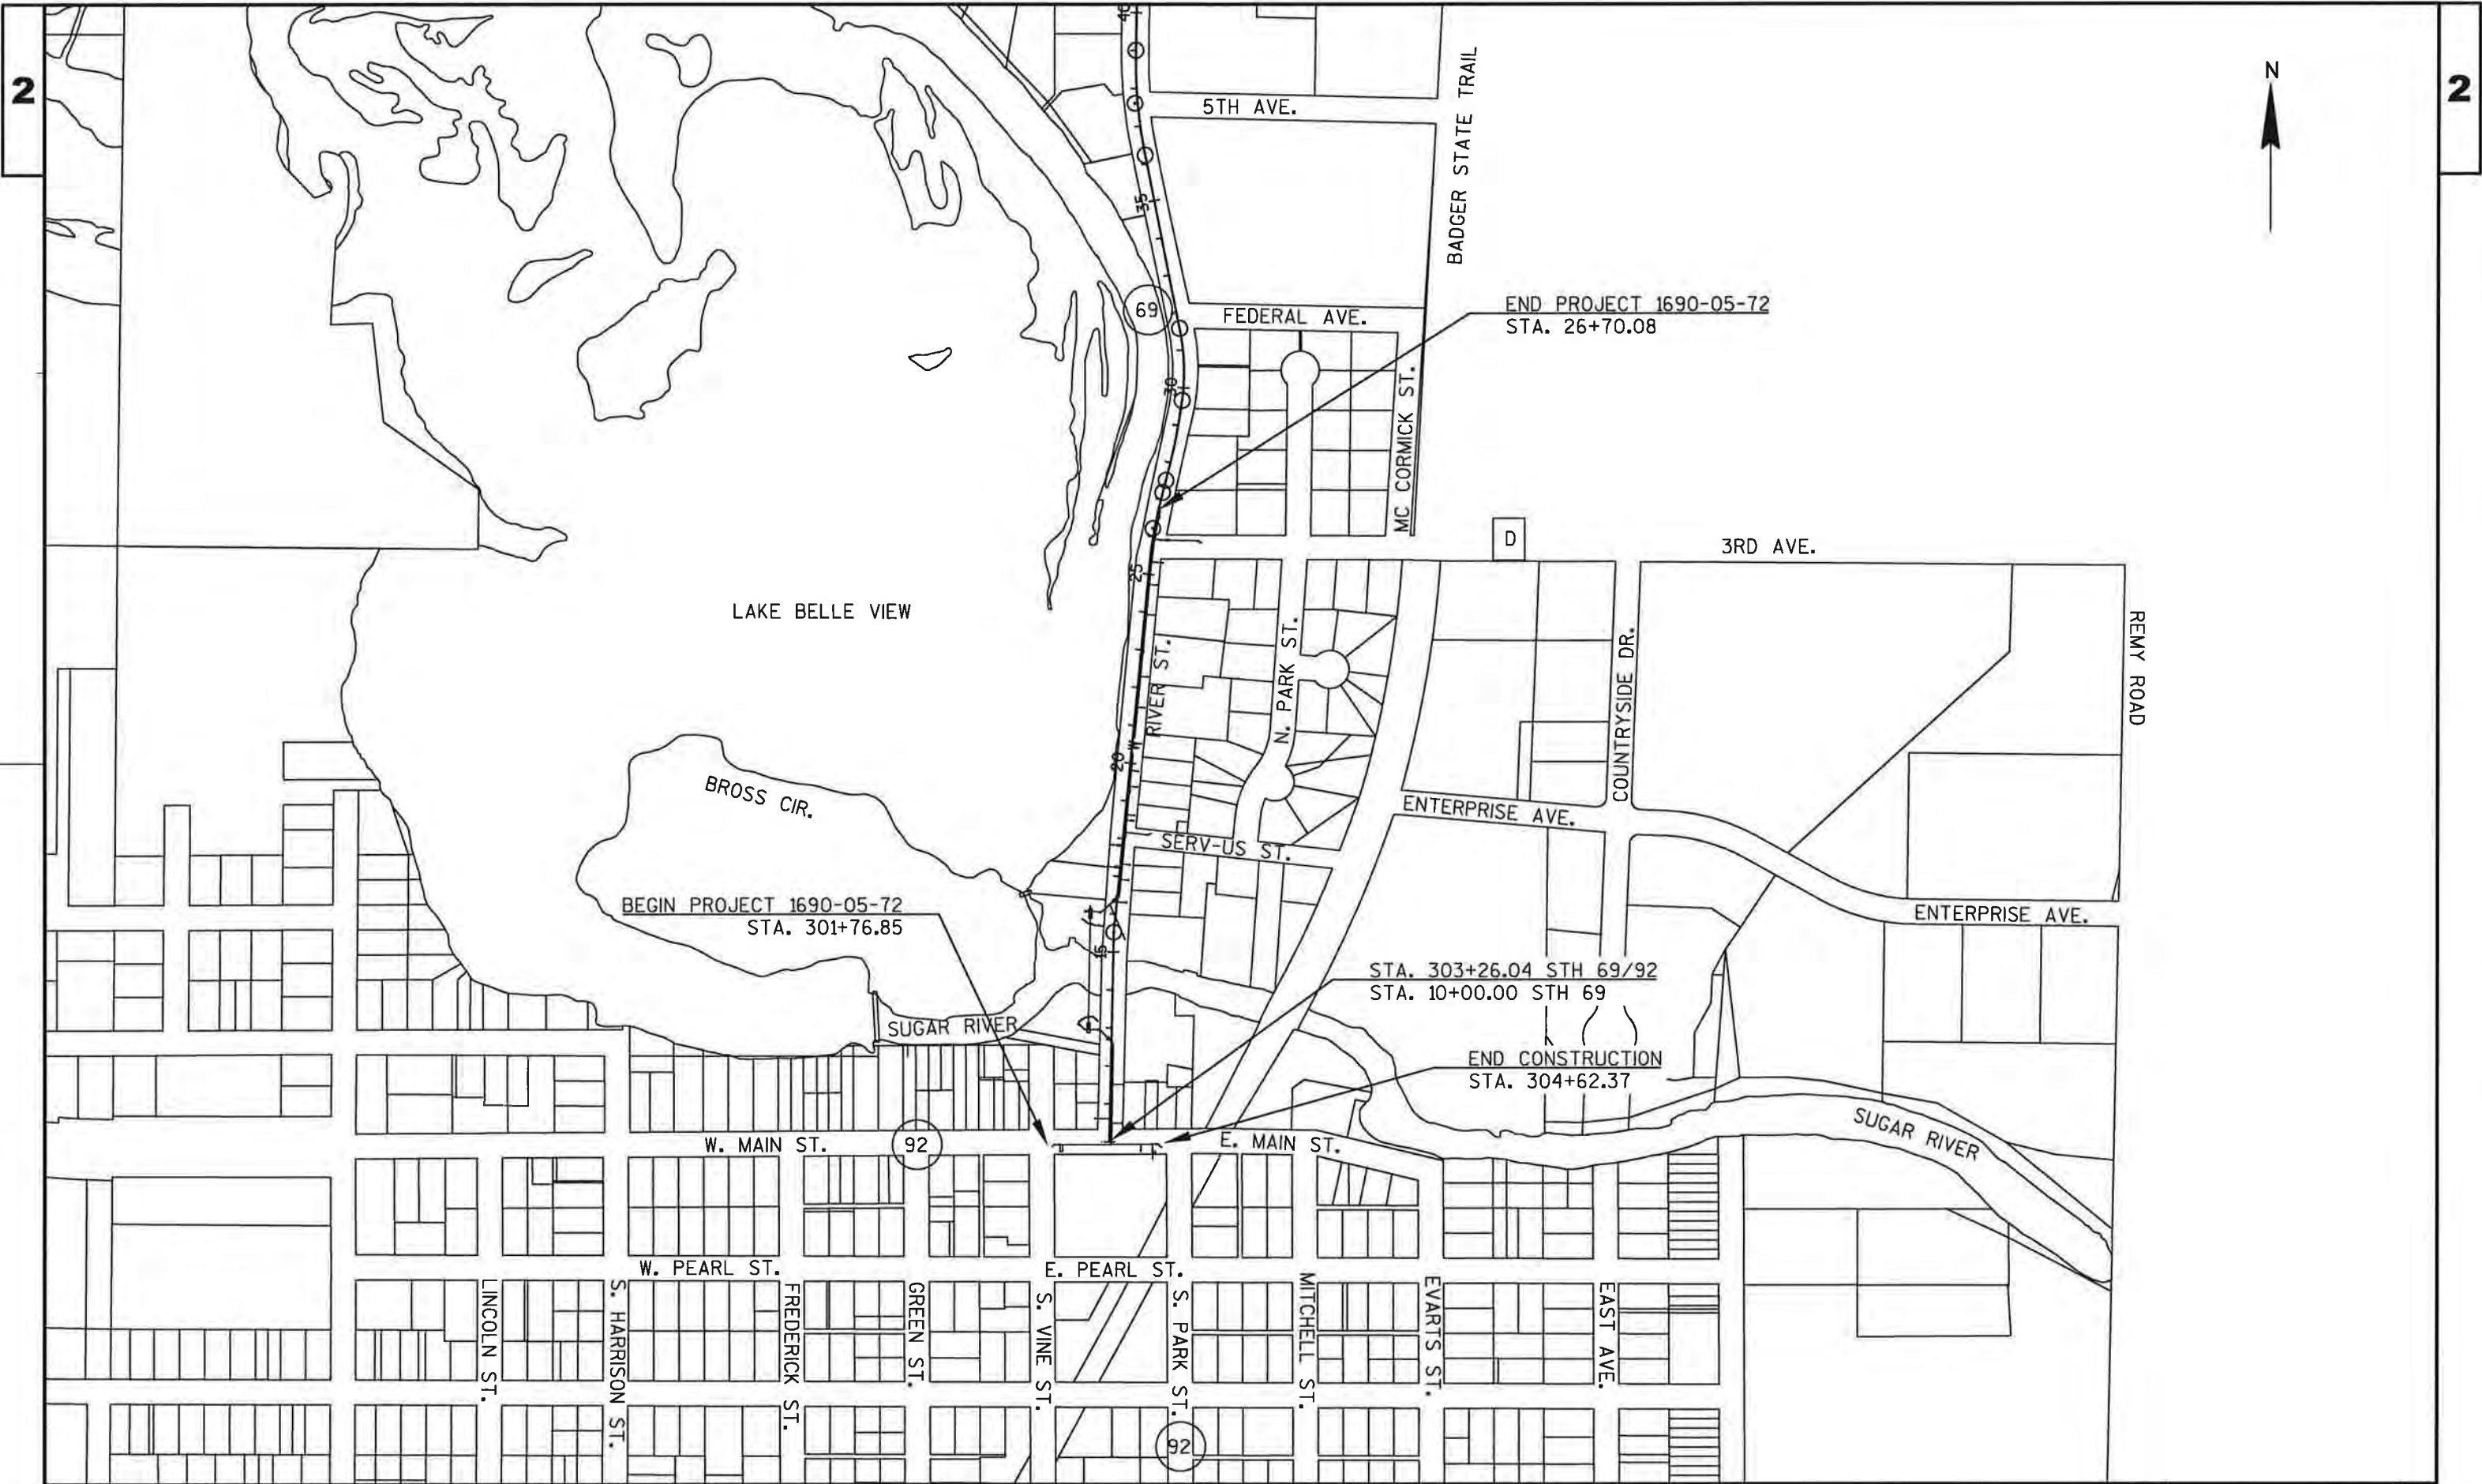 2
2
N
40
5TH AVE.
BADGER STATE TRAIL
35
69
FEDERAL AVE.
END PROJECT 1690-05-72
STA. 26+70.08
30
MC CORMICK ST.
D
3RD AVE.
25
LAKE BELLE VIEW
RIVER ST.
N. PARK ST.
COUNTRYSIDE DR.
REMY ROAD
20
BROSS CIR.
ENTERPRISE AVE.
SERV-US ST.
BEGIN PROJECT 1690-05-72
STA. 301+76.85
ENTERPRISE AVE.
15
STA. 303+26.04 STH 69/92
STA. 10+00.00 STH 69
SUGAR RIVER
END CONSTRUCTION
STA. 304+62.37
SUGAR RIVER
W. MAIN ST.
92
E. MAIN ST.
W. PEARL ST.
E. PEARL ST.
LINCOLN ST.
S. HARRISON ST.
FREDERICK ST.
GREEN ST.
S. VINE ST.
S. PARK ST.
MITCHELL ST.
EVARTS ST.
EAST AVE.
92